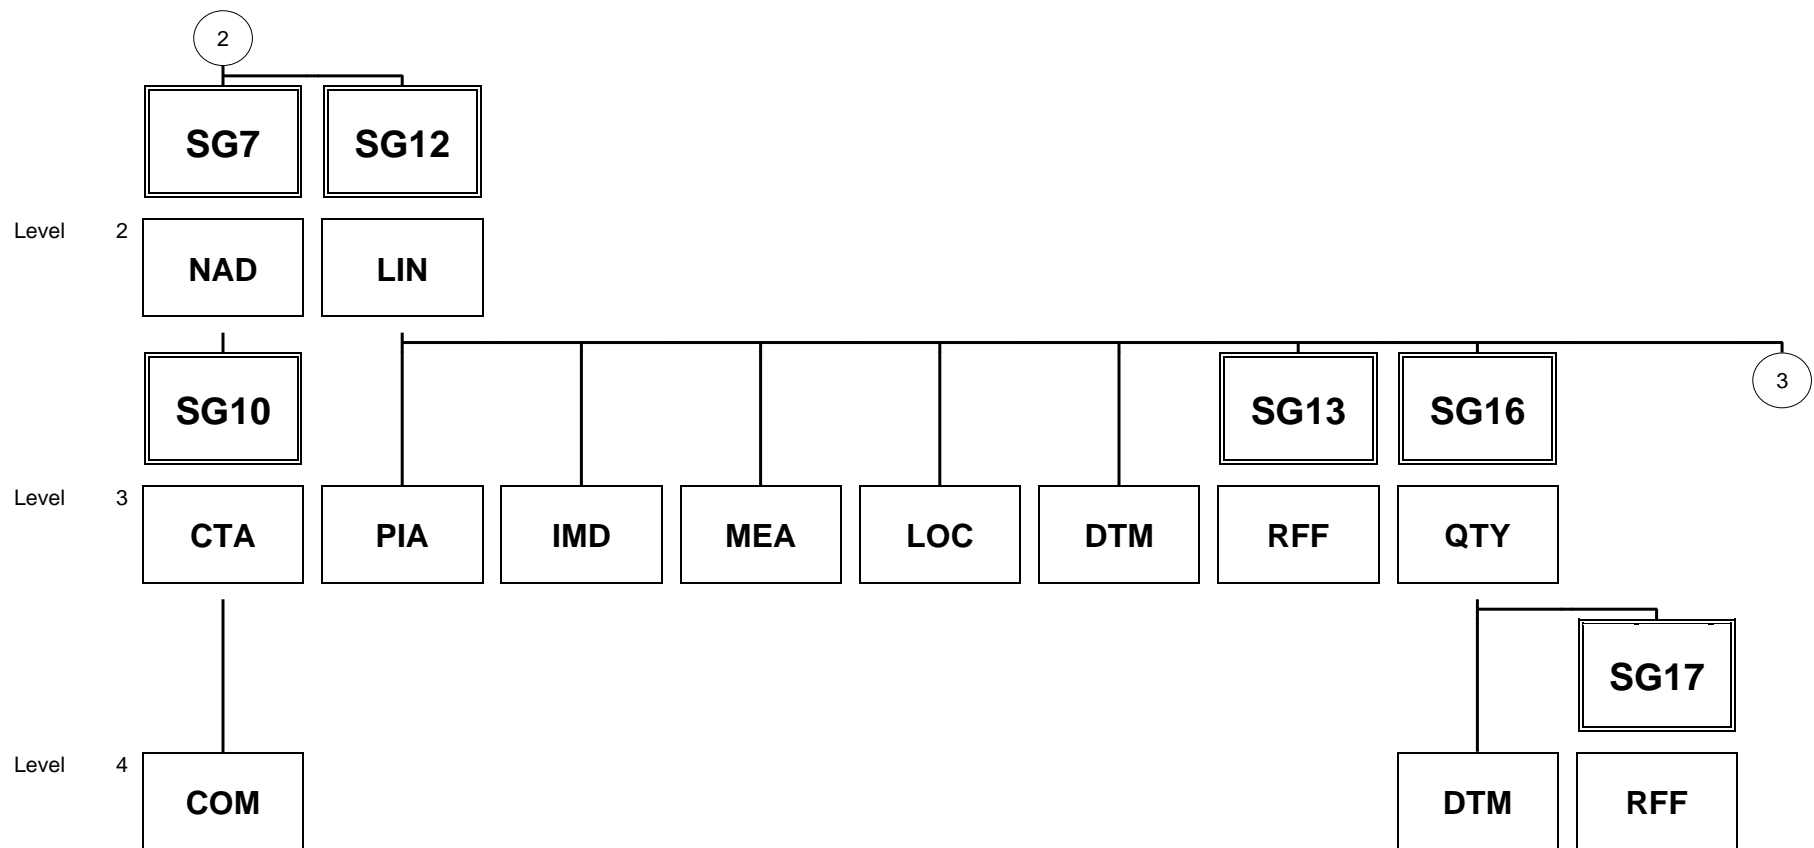 2
SG7 SG12
Level 2
NAD LIN
SG10 SG13 SG16 3
Level 3
CTA PIA IMD MEA LOC DTM RFF QTY
SG17
Level 4
COM DTM RFF